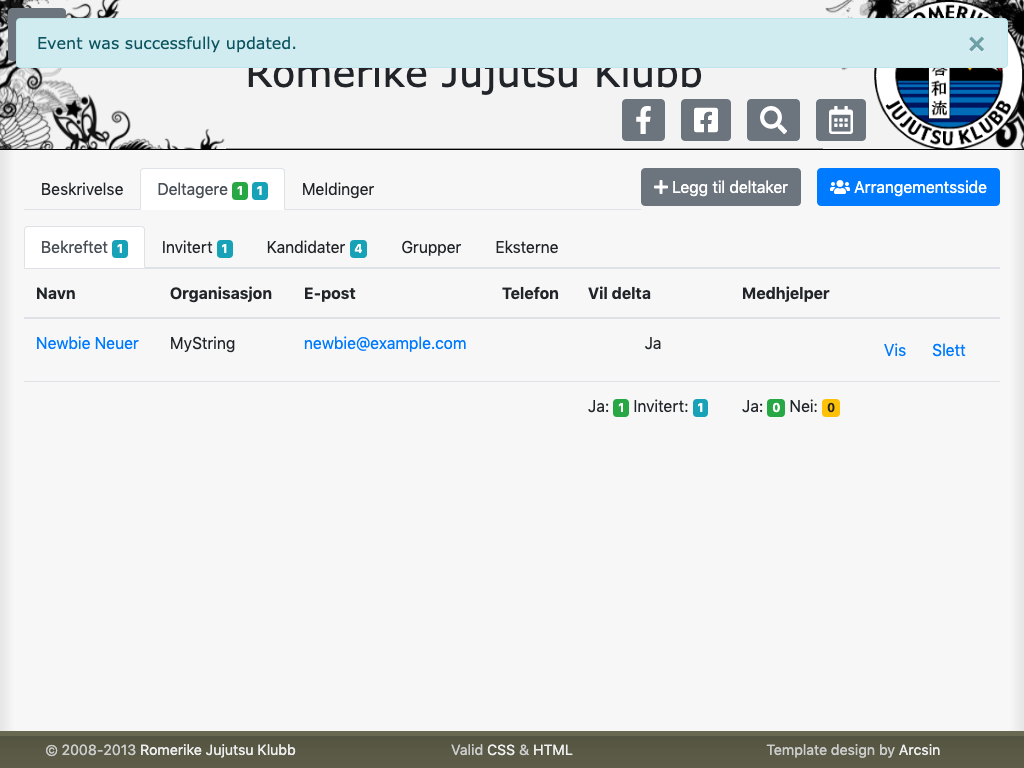 Event was successfully updated.
×
Romerike Jujutsu Klubb
ROMERIKE
和
流
JUJUTSU KLUBB
Beskrivelse
Deltagere 1 1
Meldinger
Legg til deltaker
Arrangementsside
Bekreftet 1
Invitert 1
Kandidater 4
Grupper
Eksterne
Navn Organisasjon E-post Telefon Vil delta Medhjelper
Newbie Neuer MyString newbie@example.com Ja Vis Slett
Ja: 1 Invitert: 1 Ja: 0 Nei: 0
© 2008-2013 Romerike Jujutsu Klubb
Valid CSS & HTML
Template design by Arcsin